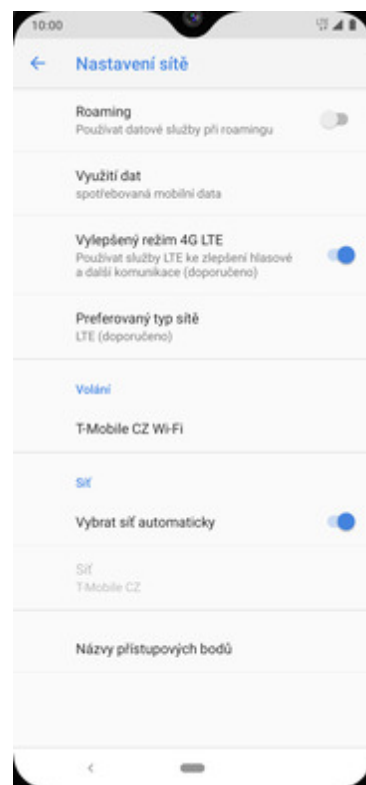 10:00
LTE
Nastavení sítě
Roaming
Používat datové služby při roamingu
Využití dat
spotřebovaná mobilní data
Vylepšený režim 4G LTE
Používat služby LTE ke zlepšení hlasové
a další komunikace (doporučeno)
Preferovaný typ sítě
LTE (doporučeno)
Volání
T-Mobile CZ Wi-Fi
Síť
Vybrat síť automaticky
Síť
T-Mobile CZ
Názvy přístupových bodů